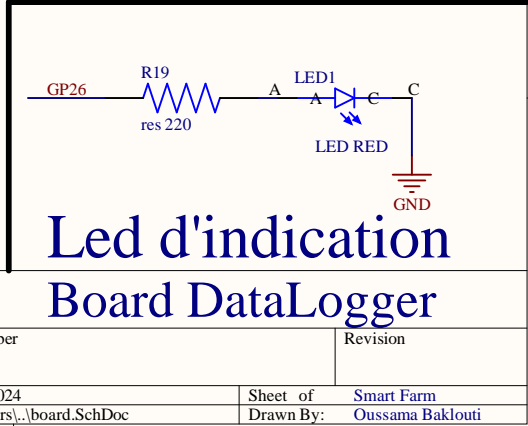 GP26
R19
res 220
A
LED1
A
C
C
LED RED
GND
Led d'indication
Board DataLogger
ber
Revision
024
Sheet of
Smart Farm
rs\..\board.SchDoc
Drawn By:
Oussama Baklouti